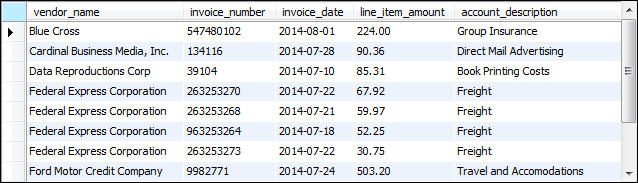 vendor_name invoice_number invoice_date line_item_amount account_description
Blue Cross 547480102 2014-08-01 224.00 Group Insurance
Cardinal Business Media, Inc. 134116 2014-07-28 90.36 Direct Mail Advertising
Data Reproductions Corp 39104 2014-07-10 85.31 Book Printing Costs
Federal Express Corporation 263253270 2014-07-22 67.92 Freight
Federal Express Corporation 263253268 2014-07-21 59.97 Freight
Federal Express Corporation 963253264 2014-07-18 52.25 Freight
Federal Express Corporation 263253273 2014-07-22 30.75 Freight
Ford Motor Credit Company 9982771 2014-07-24 503.20 Travel and Accomodations